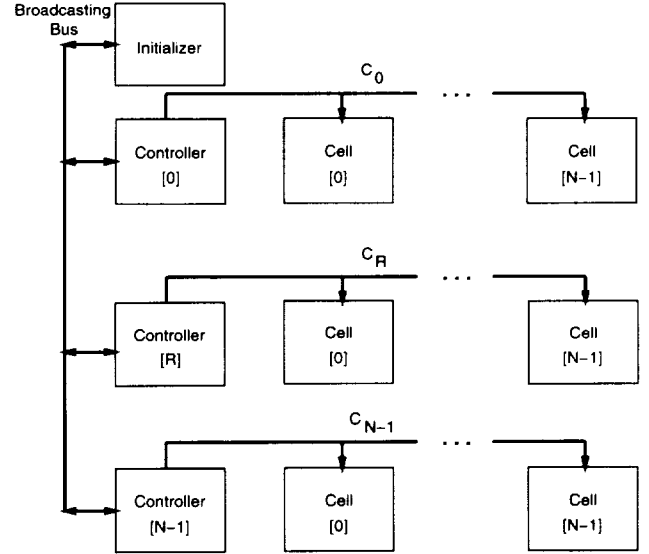 Broadcasting
Bus
Initializer
C0
. . .
Controller
[0]
Cell
[0]
Cell
[N-1]
CR
. . .
Controller
[R]
Cell
[0]
Cell
[N-1]
CN-1
. . .
Controller
[N-1]
Cell
[0]
Cell
[N-1]